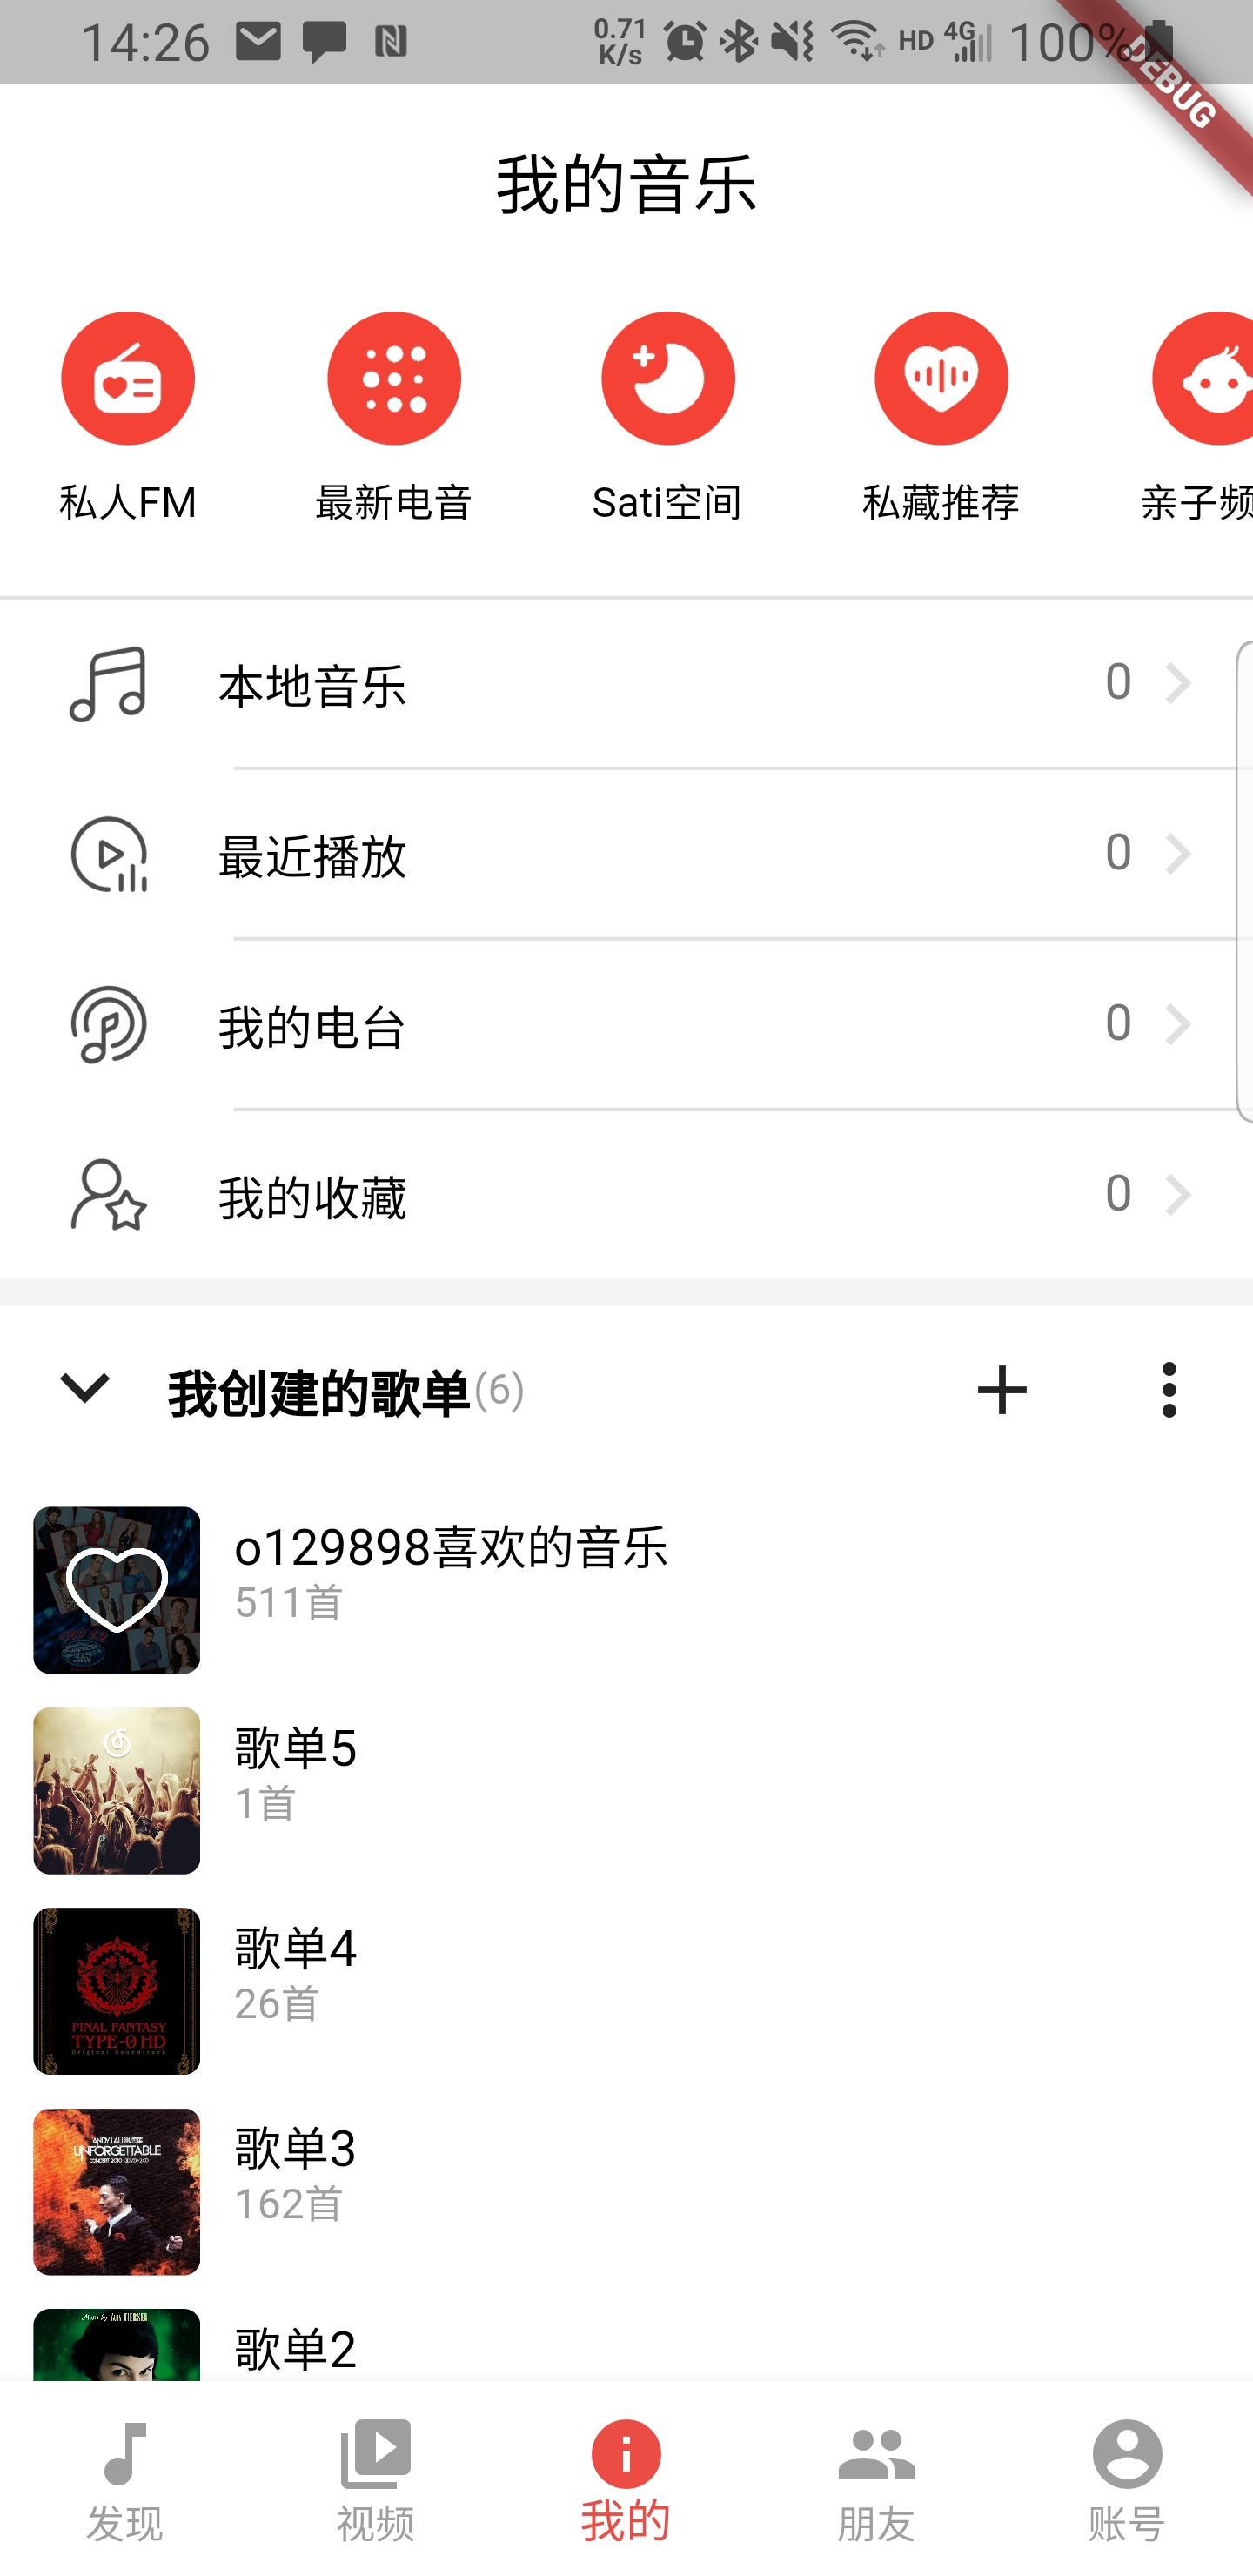 14:26
0.71
K/s
HD
4G
100%
DEBUG
我的音乐
私人FM
最新电音
Sati空间
私藏推荐
亲子频
本地音乐
0
最近播放
0
我的电台
0
我的收藏
0
我创建的歌单(6)
o129898喜欢的音乐
511首
歌单5
1首
FINAL FANTASY
TYPE-0 HD
Original Soundtrack
歌单4
26首
UNFORGETTABLE
歌单3
162首
歌单2
发现
视频
我的
朋友
账号